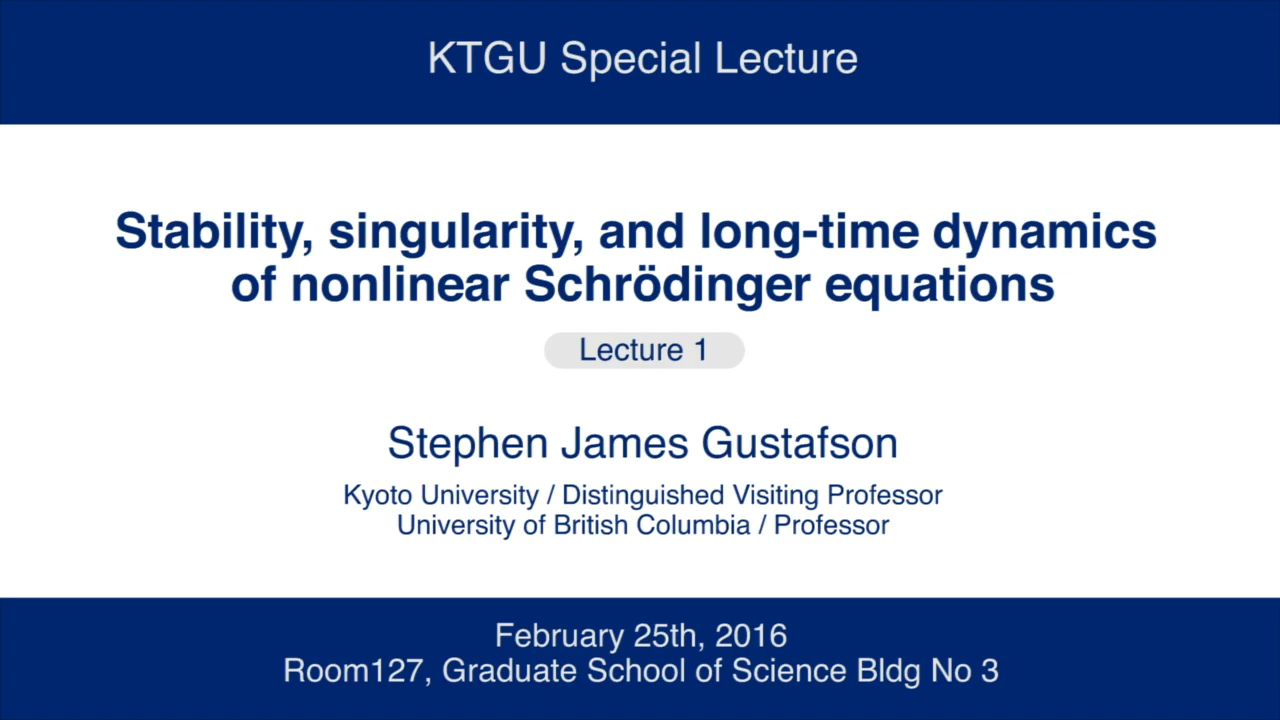 KTGU Special Lecture
Stability, singularity, and long-time dynamics
of nonlinear Schrödinger equations
Lecture 1
Stephen James Gustafson
Kyoto University / Distinguished Visiting Professor
University of British Columbia / Professor
February 25th, 2016
Room127, Graduate School of Science Bldg No 3